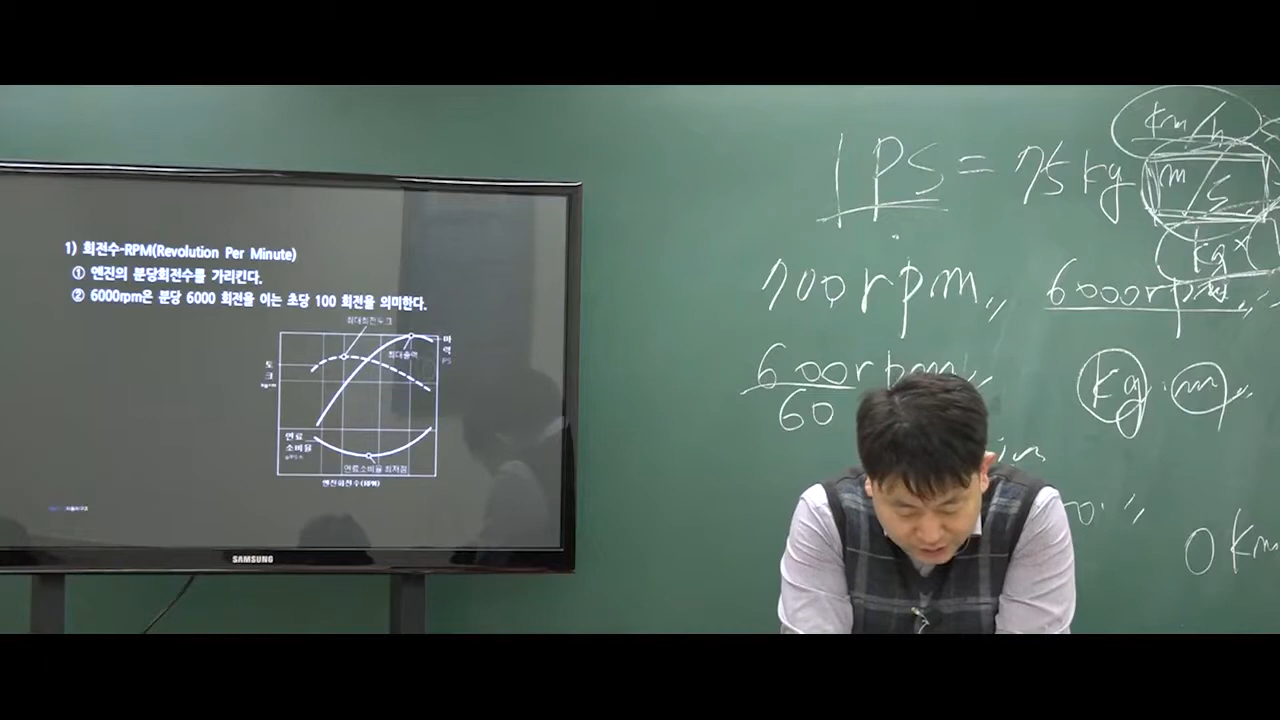 1) 회전수-RPM(Revolution Per Minute)
① 엔진의 분당회전수를 가리킨다.
② 6000rpm은 분당 6000 회전을 이는 초당 100 회전을 의미한다.
최대회전토크
최대출력
마력
PS
토크
연료
소비율
연료소비율 최저점
엔진회전수(RPM)
SAMSUNG
km/h
1PS = 75kg m/s
kg
700rpm 6000rpm
6000rpm
60
kg·m
0km